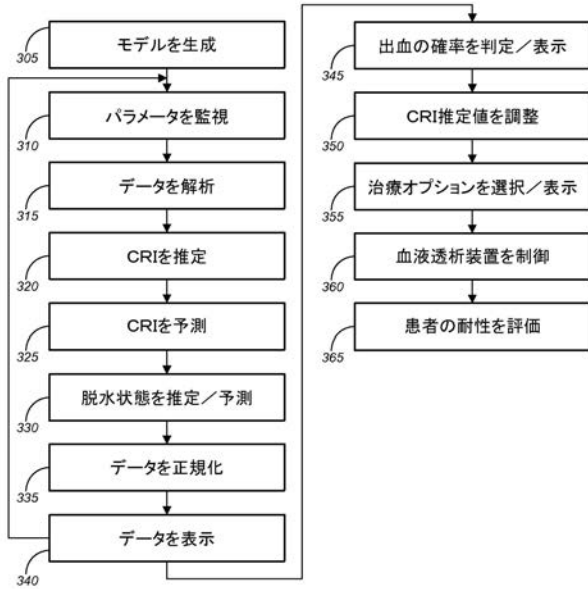 モデルを生成
305
パラメータを監視
310
データを解析
315
CRIを推定
320
CRIを予測
325
脱水状態を推定／予測
330
データを正規化
335
データを表示
340
出血の確率を判定／表示
345
CRI推定値を調整
350
治療オプションを選択／表示
355
血液透析装置を制御
360
患者の耐性を評価
365